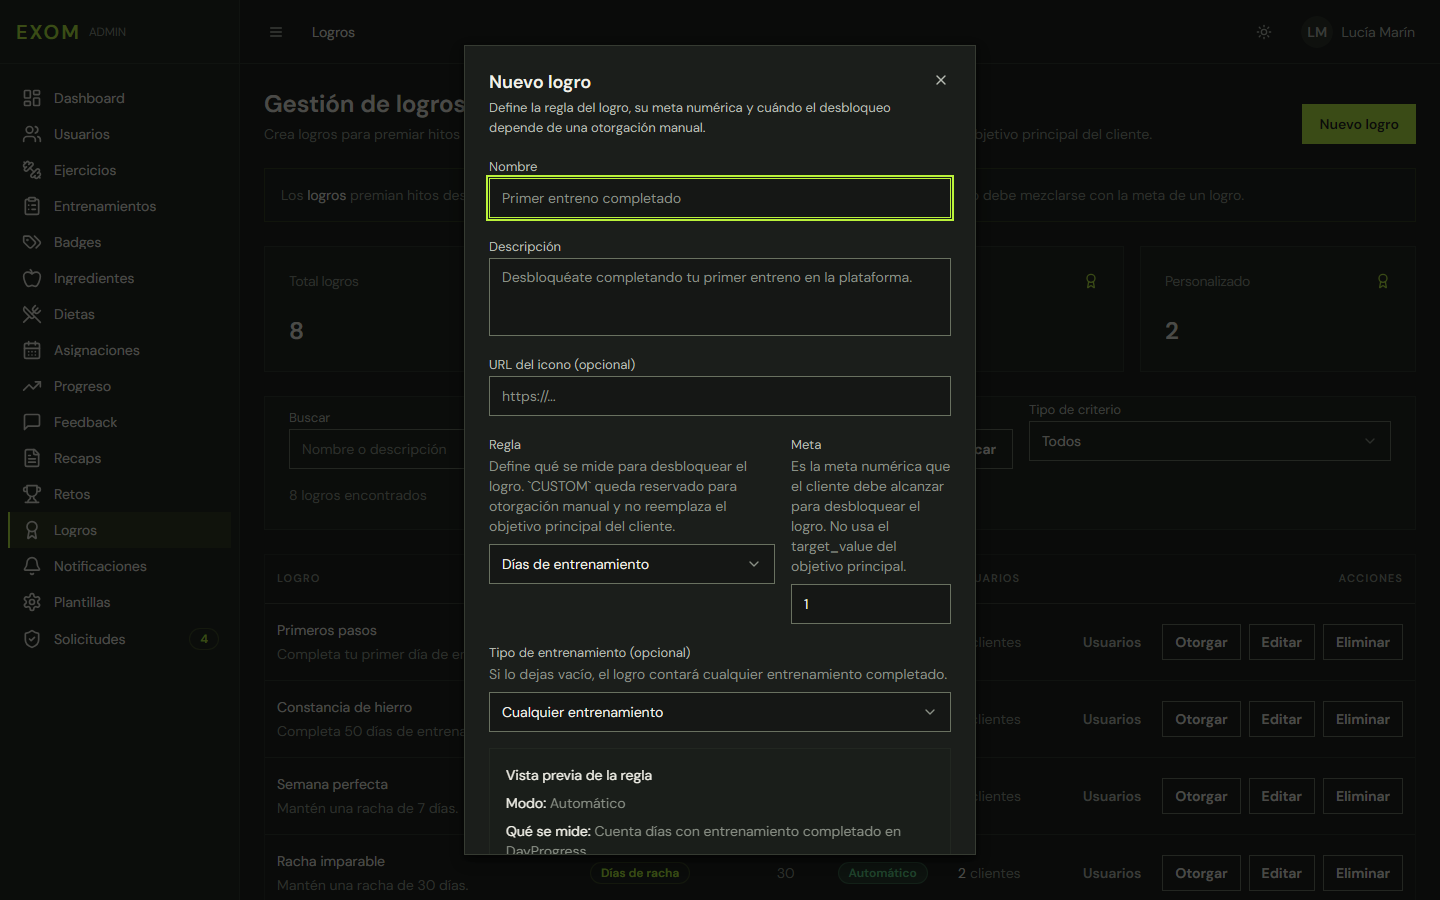 EXOM ADMIN
Logros
LM Lucía Marín
Dashboard
Usuarios
Ejercicios
Entrenamientos
Badges
Ingredientes
Dietas
Asignaciones
Progreso
Feedback
Recaps
Retos
Logros
Notificaciones
Plantillas
Solicitudes 4
Gestión de logros
Crea logros para premiar hitos
bjetivo principal del cliente.
Nuevo logro
Los logros premian hitos des
debe mezclarse con la meta de un logro.
Total logros
8
Personalizado
2
Buscar
Nombre o descripción
car
Tipo de criterio
Todos
8 logros encontrados
LOGRO
UARIOS
ACCIONES
Primeros pasos
Completa tu primer día de en
clientes Usuarios Otorgar Editar Eliminar
Constancia de hierro
Completa 50 días de entrena
clientes Usuarios Otorgar Editar Eliminar
Semana perfecta
Mantén una racha de 7 días.
clientes Usuarios Otorgar Editar Eliminar
Racha imparable
Mantén una racha de 30 días.
Días de racha 30 Automático 2 clientes Usuarios Otorgar Editar Eliminar
Nuevo logro
Define la regla del logro, su meta numérica y cuándo el desbloqueo
depende de una otorgación manual.
Nombre
Primer entreno completado
Descripción
Desbloquéate completando tu primer entreno en la plataforma.
URL del icono (opcional)
https://...
Regla
Define qué se mide para desbloquear el
logro. `CUSTOM` queda reservado para
otorgación manual y no reemplaza el
objetivo principal del cliente.
Días de entrenamiento
Meta
Es la meta numérica que
el cliente debe alcanzar
para desbloquear el
logro. No usa el
target_value del
objetivo principal.
1
Tipo de entrenamiento (opcional)
Si lo dejas vacío, el logro contará cualquier entrenamiento completado.
Cualquier entrenamiento
Vista previa de la regla
Modo: Automático
Qué se mide: Cuenta días con entrenamiento completado en
DayProgress